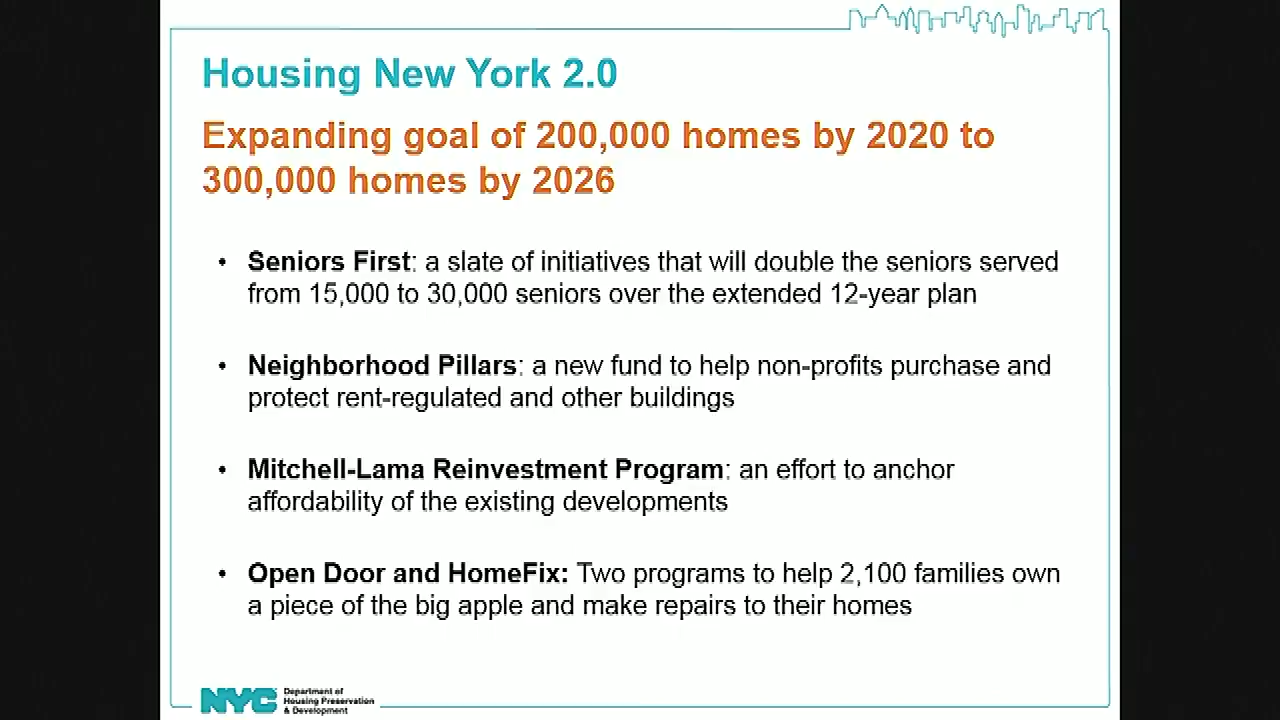 Housing New York 2.0
Expanding goal of 200,000 homes by 2020 to
300,000 homes by 2026
• Seniors First: a slate of initiatives that will double the seniors served
from 15,000 to 30,000 seniors over the extended 12-year plan
• Neighborhood Pillars: a new fund to help non-profits purchase and
protect rent-regulated and other buildings
• Mitchell-Lama Reinvestment Program: an effort to anchor
affordability of the existing developments
• Open Door and HomeFix: Two programs to help 2,100 families own
a piece of the big apple and make repairs to their homes
NYC
Department of
Housing Preservation
& Development